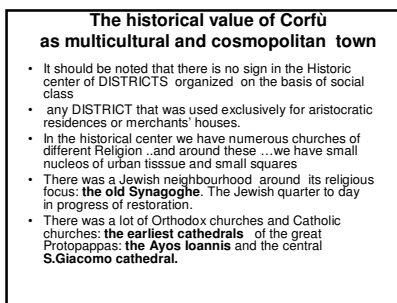 The historical value of Corfù
as multicultural and cosmopolitan  town
• It should be noted that there is no sign in the Historic
center of DISTRICTS  organized  on the basis of social
class
•  any DISTRICT that was used exclusively for aristocratic
residences or merchants' houses.
• In the historical center we have numerous churches of
different Religion ..and around these …we have small
nucleos of urban tisssue and small squares
• There was a Jewish neighbourhood  around  its religious
focus: the old Synagoghe. The Jewish quarter to day
in progress of restoration.
• There was a lot of Orthodox churches and Catholic
churches: the earliest cathedrals  of the great
Protopappas: the Ayos Ioannis and the central
S.Giacomo cathedral.